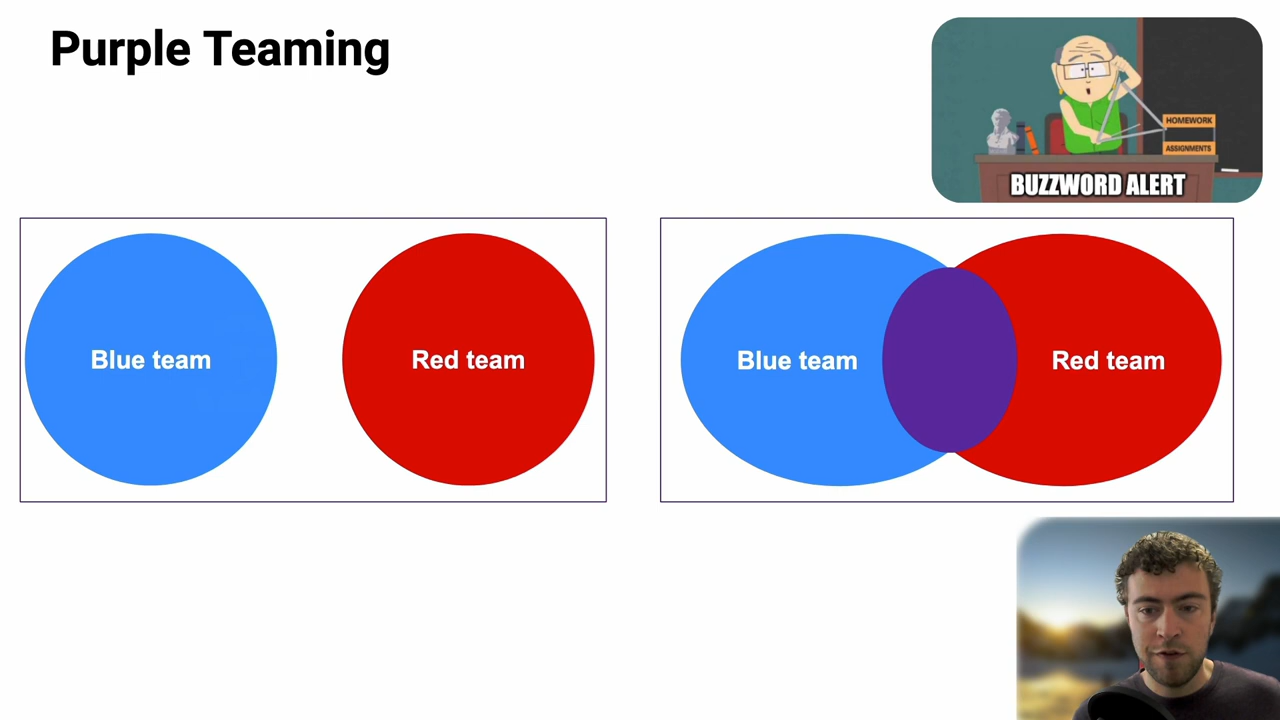 Purple Teaming
HOMEWORK
ASSIGNMENTS
BUZZWORD ALERT
Blue team
Red team
Blue team
Red team